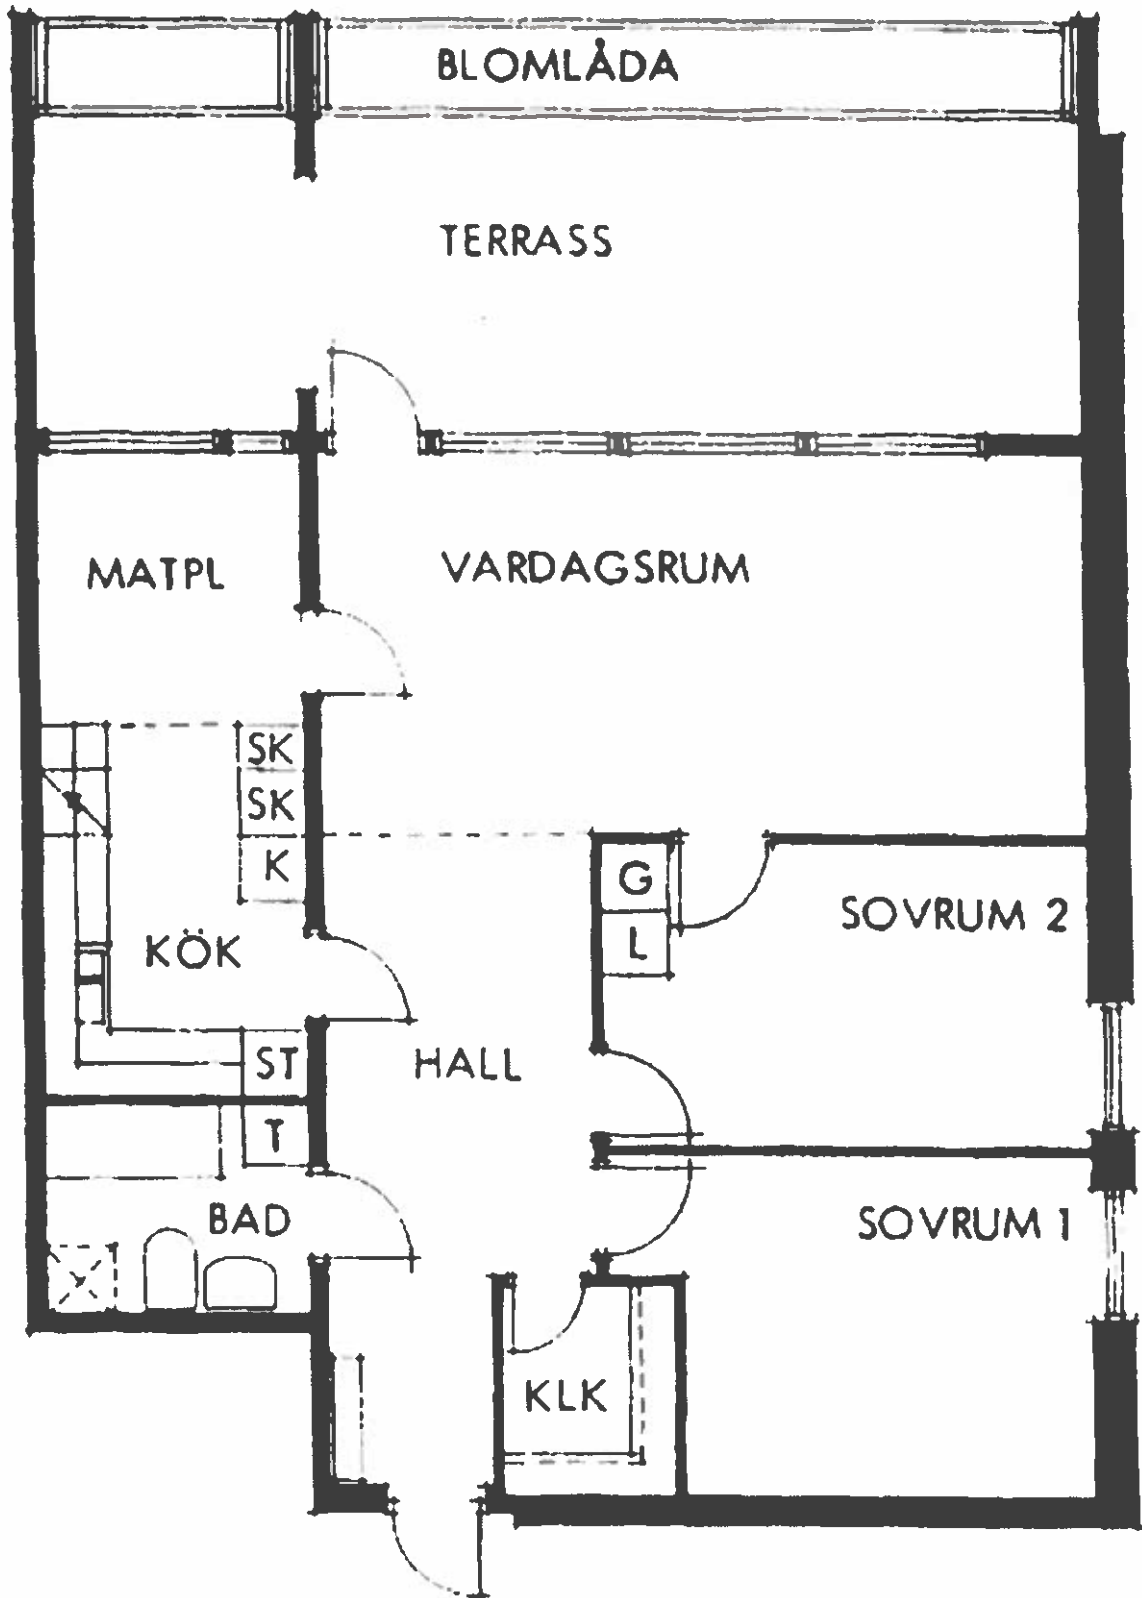 BLOMLÅDA
TERRASS
MATPL
VARDAGSRUM
SK
SK
K
G
L
SOVRUM 2
KÖK
HALL
ST
T
BAD
SOVRUM 1
KLK